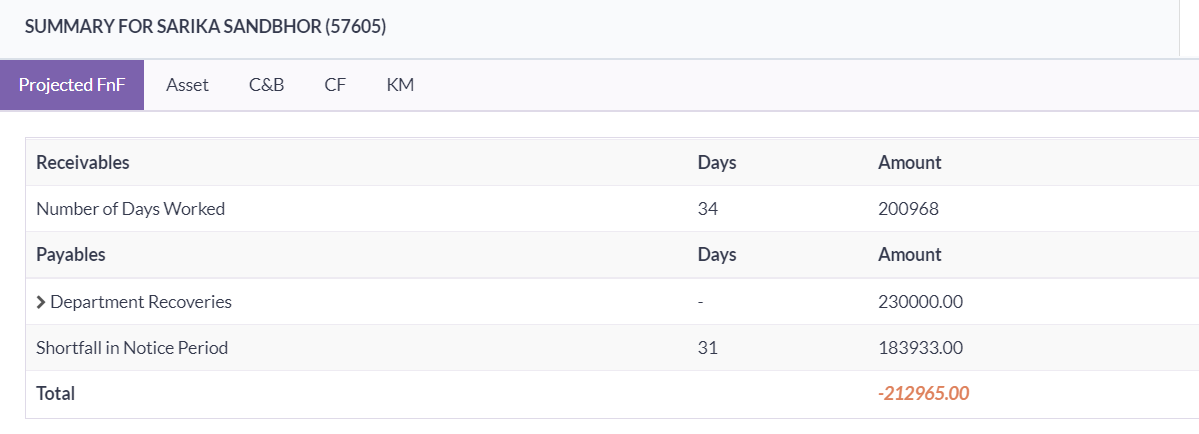 SUMMARY FOR SARIKA SANDBHOR (57605)
Projected FnF Asset C&B CF KM
Receivables Days Amount
Number of Days Worked 34 200968
Payables Days Amount
> Department Recoveries - 230000.00
Shortfall in Notice Period 31 183933.00
Total -212965.00